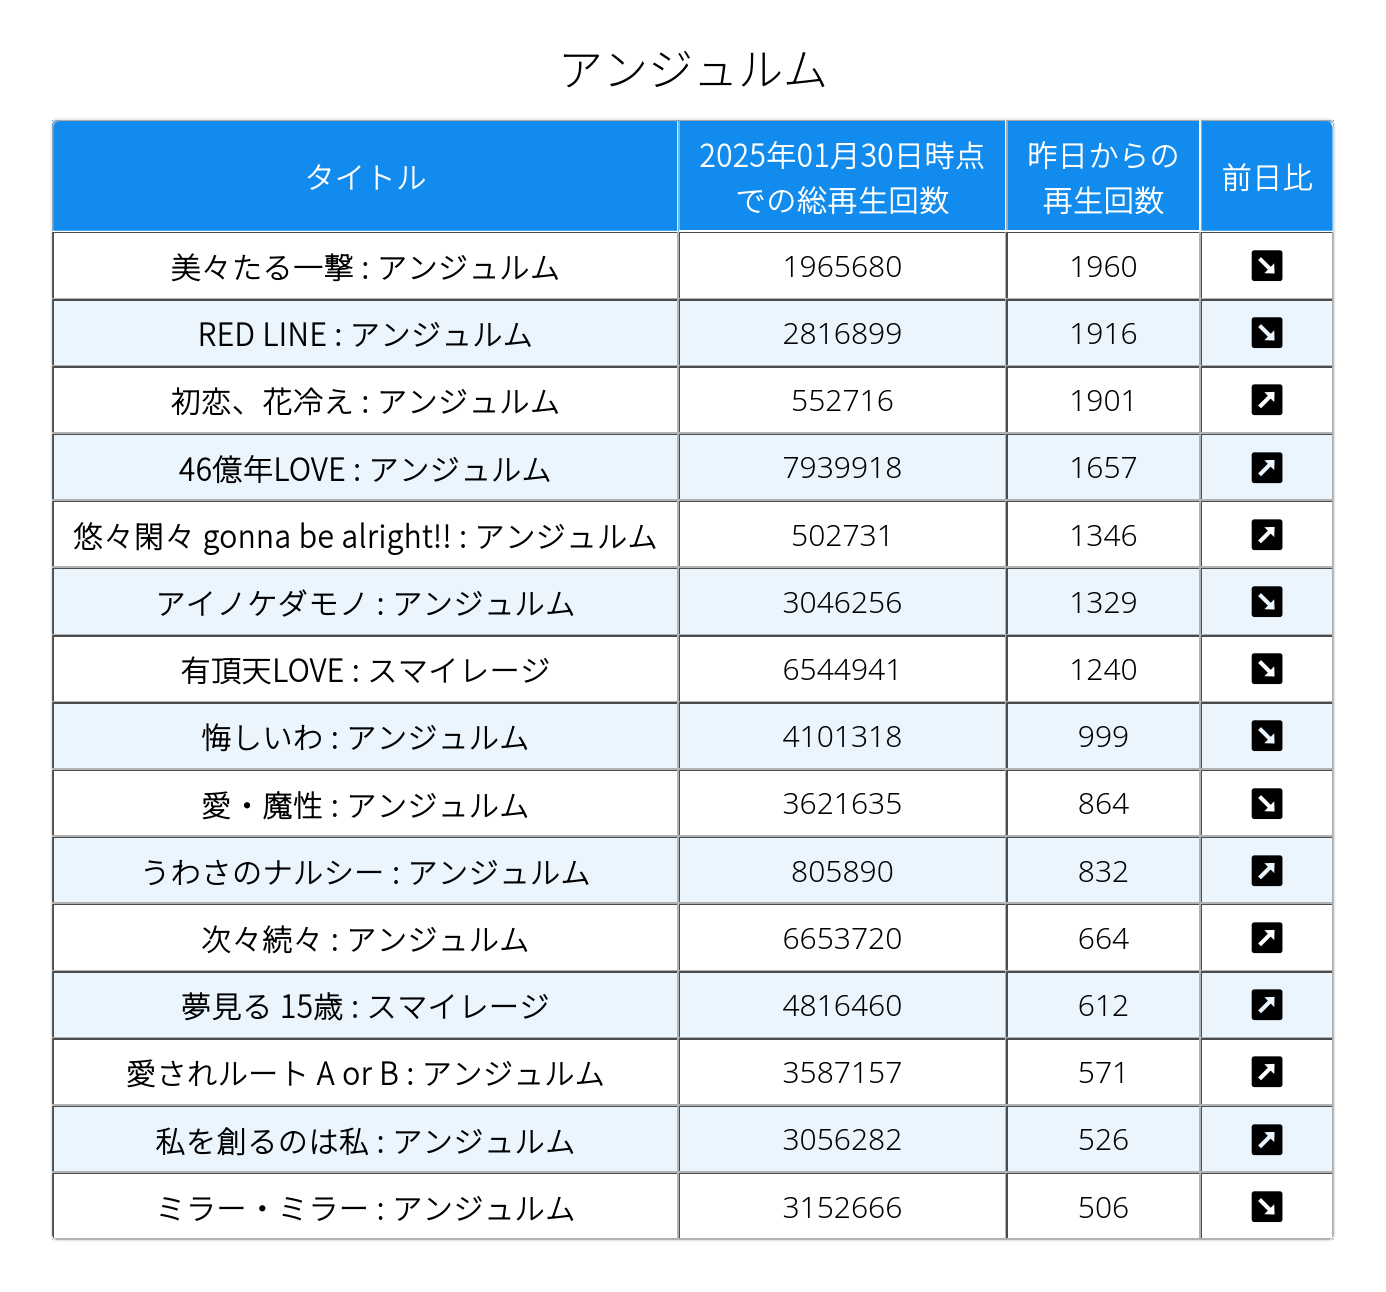 アンジュルム
タイトル 2025年01月30日時点での総再生回数 昨日からの再生回数 前日比
美々たる一撃 : アンジュルム 1965680 1960 ↘
RED LINE : アンジュルム 2816899 1916 ↘
初恋、花冷え : アンジュルム 552716 1901 ↗
46億年LOVE : アンジュルム 7939918 1657 ↗
悠々閑々 gonna be alright!! : アンジュルム 502731 1346 ↗
アイノケダモノ : アンジュルム 3046256 1329 ↘
有頂天LOVE : スマイレージ 6544941 1240 ↘
悔しいわ : アンジュルム 4101318 999 ↘
愛・魔性 : アンジュルム 3621635 864 ↘
うわさのナルシー : アンジュルム 805890 832 ↗
次々続々 : アンジュルム 6653720 664 ↗
夢見る 15歳 : スマイレージ 4816460 612 ↗
愛されルート A or B : アンジュルム 3587157 571 ↗
私を創るのは私 : アンジュルム 3056282 526 ↗
ミラー・ミラー : アンジュルム 3152666 506 ↘